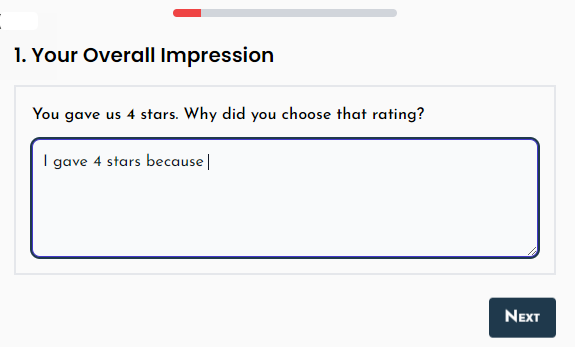 1. Your Overall Impression
You gave us 4 stars. Why did you choose that rating?
I gave 4 stars because
Next